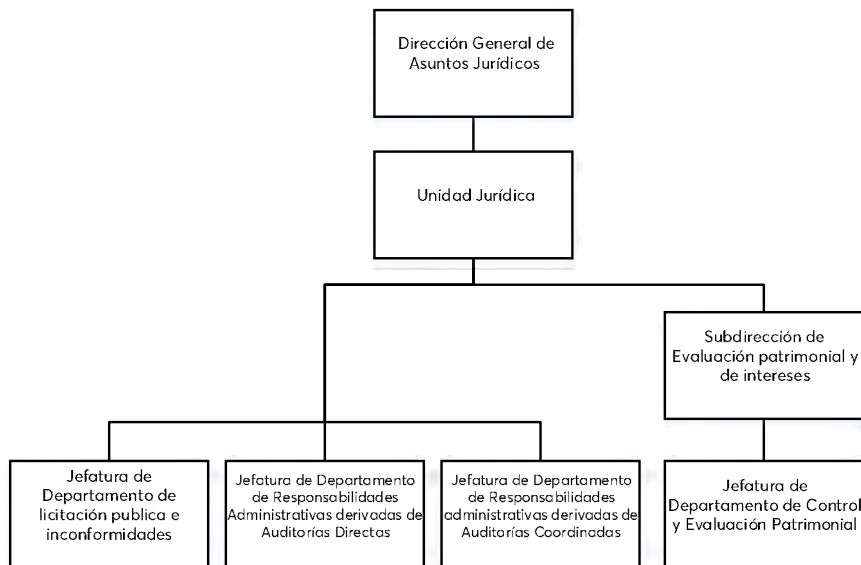 Dirección General de
Asuntos Jurídicos
Unidad Jurídica
Subdirección de
Evaluación patrimonial y
de intereses
Jefatura de
Departamento de
licitación publica e
inconformidades
Jefatura de Departamento
de Responsabilidades
Administrativas derivadas de
Auditorías Directas
Jefatura de Departamento
de Responsabilidades
administrativas derivadas de
Auditorías Coordinadas
Jefatura de
Departamento de Control
y Evaluación Patrimonial